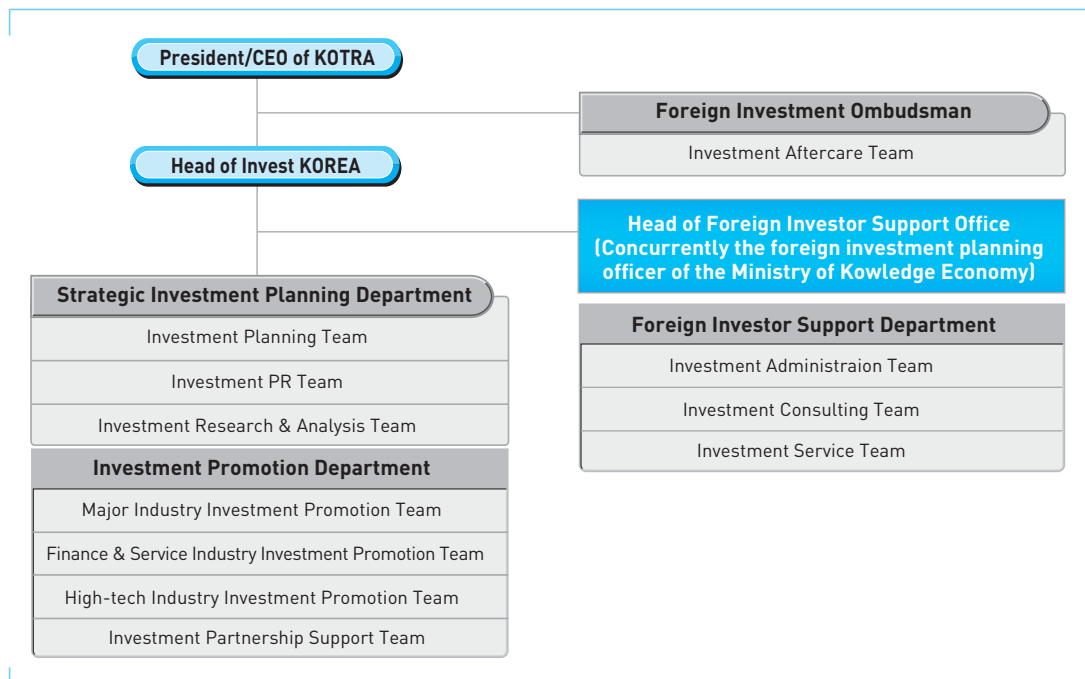 President/CEO of KOTRA
Foreign Investment Ombudsman
Investment Aftercare Team
Head of Invest KOREA
Head of Foreign Investor Support Office
(Concurrently the foreign investment planning
officer of the Ministry of Kowledge Economy)
Strategic Investment Planning Department
Investment Planning Team
Investment PR Team
Investment Research & Analysis Team
Foreign Investor Support Department
Investment Administraion Team
Investment Consulting Team
Investment Service Team
Investment Promotion Department
Major Industry Investment Promotion Team
Finance & Service Industry Investment Promotion Team
High-tech Industry Investment Promotion Team
Investment Partnership Support Team